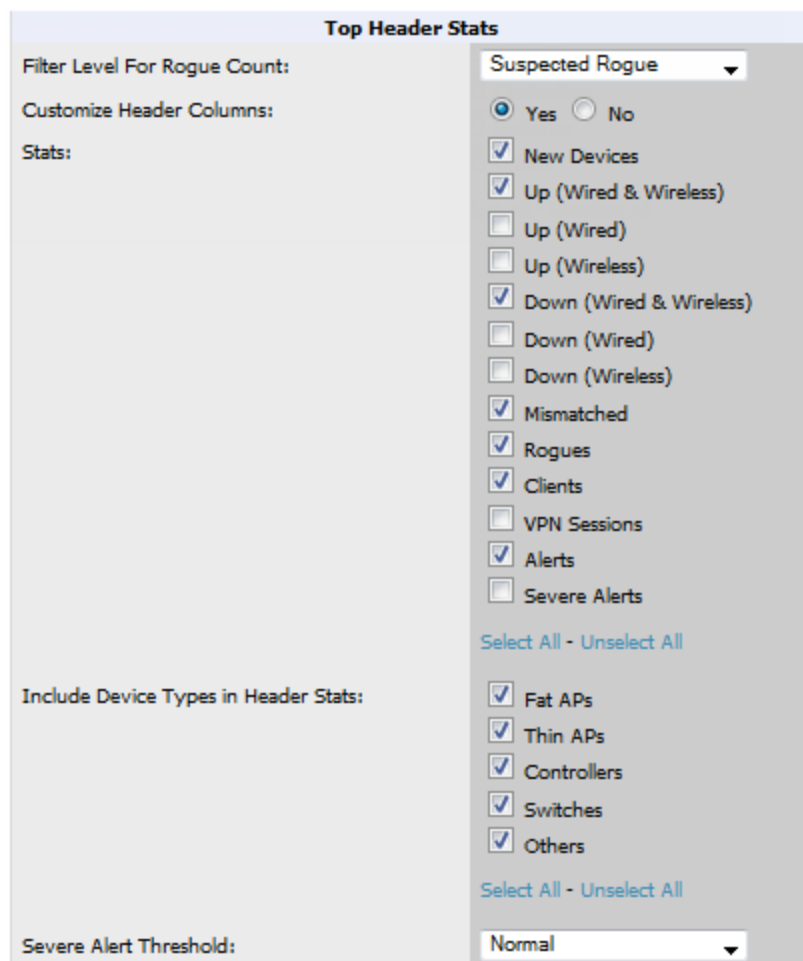 Top Header Stats
Filter Level For Rogue Count: Suspected Rogue
Customize Header Columns: Yes No
Stats: New Devices
Up (Wired & Wireless)
Up (Wired)
Up (Wireless)
Down (Wired & Wireless)
Down (Wired)
Down (Wireless)
Mismatched
Rogues
Clients
VPN Sessions
Alerts
Severe Alerts
Select All - Unselect All
Include Device Types in Header Stats: Fat APs
Thin APs
Controllers
Switches
Others
Select All - Unselect All
Severe Alert Threshold: Normal